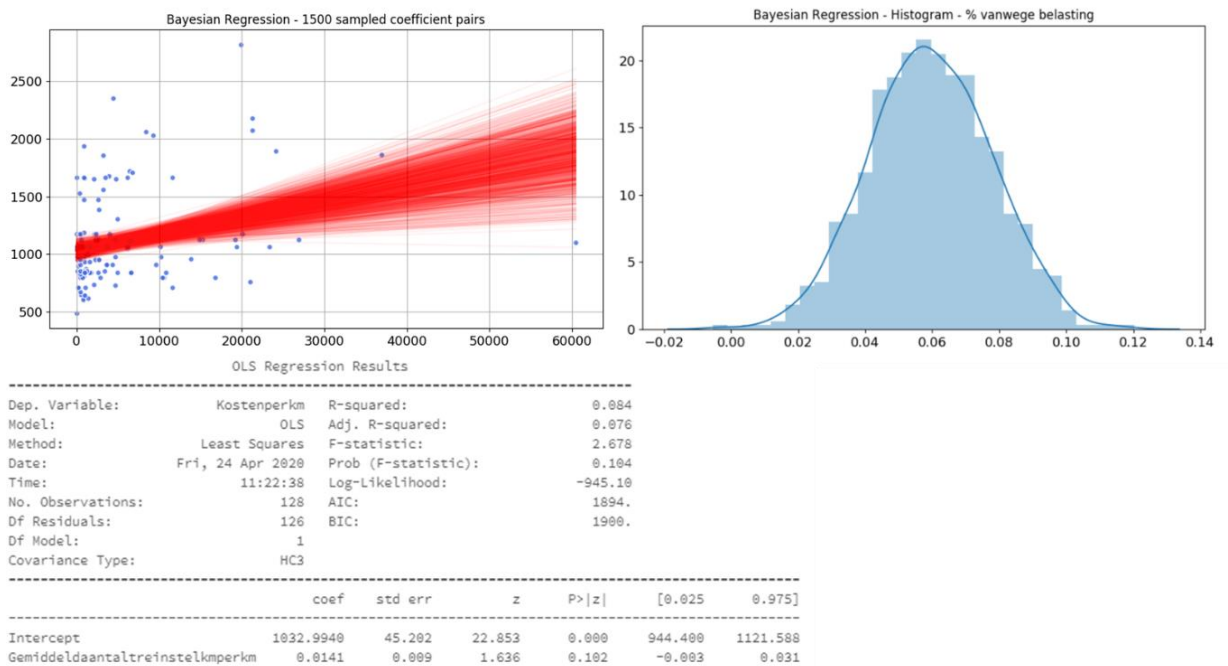 Bayesian Regression - 1500 sampled coefficient pairs
2500
2000
1500
1000
500
0 10000 20000 30000 40000 50000 60000
Bayesian Regression - Histogram - % vanwege belasting
20
15
10
5
0
−0.02 0.00 0.02 0.04 0.06 0.08 0.10 0.12 0.14
OLS Regression Results
Dep. Variable: Kostenperkm R-squared: 0.084
Model: OLS Adj. R-squared: 0.076
Method: Least Squares F-statistic: 2.678
Date: Fri, 24 Apr 2020 Prob (F-statistic): 0.104
Time: 11:22:38 Log-Likelihood: -945.10
No. Observations: 128 AIC: 1894.
Df Residuals: 126 BIC: 1900.
Df Model: 1
Covariance Type: HC3
coef std err z P>|z| [0.025 0.975]
Intercept 1032.9940 45.202 22.853 0.000 944.400 1121.588
Gemiddeldaantaltreinstelkmperkm 0.0141 0.009 1.636 0.102 -0.003 0.031